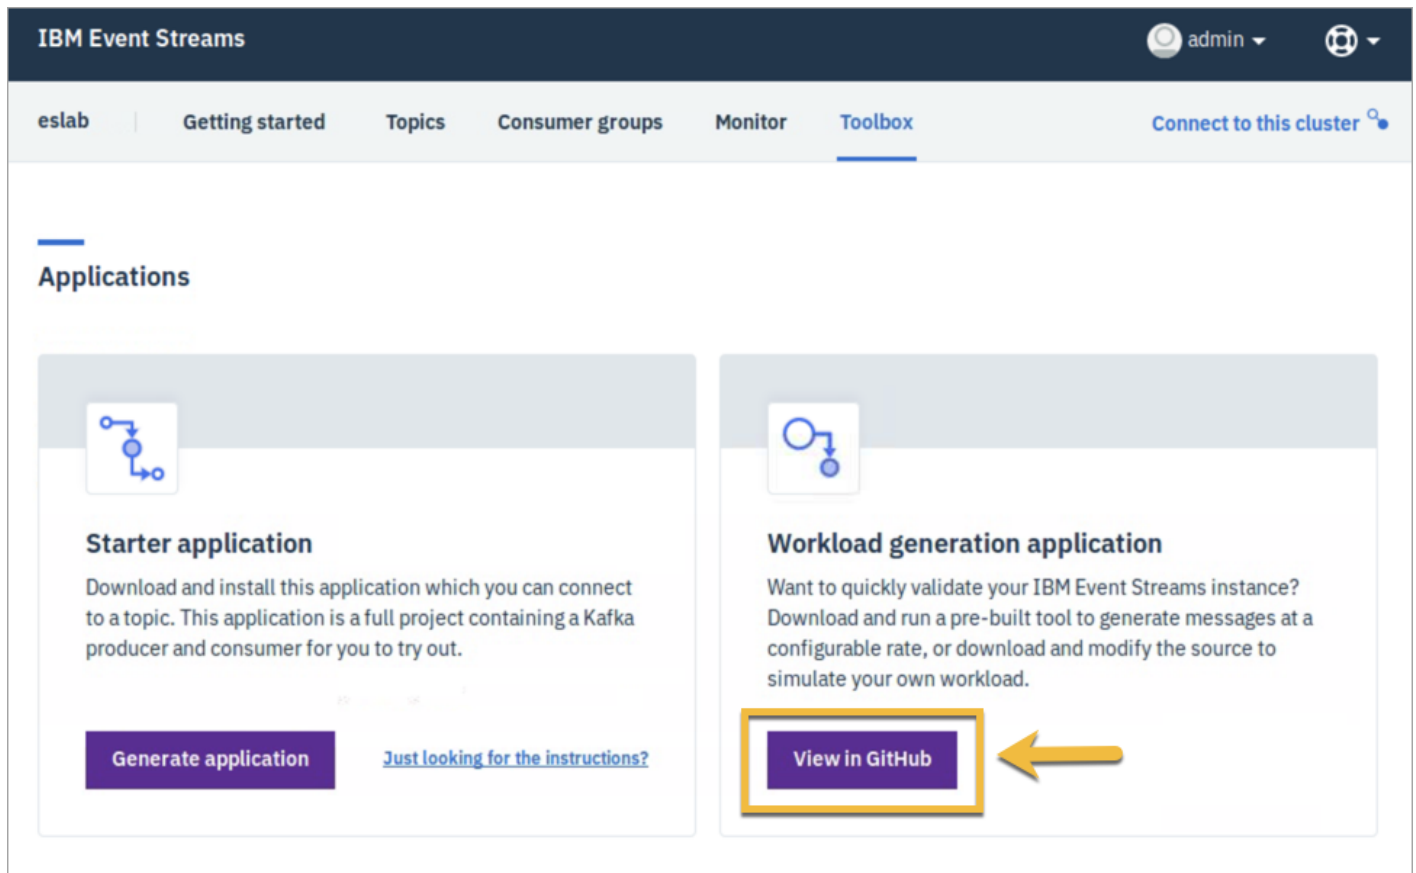 IBM Event Streams
admin
eslab
Getting started
Topics
Consumer groups
Monitor
Toolbox
Connect to this cluster
Applications
Starter application
Download and install this application which you can connect
to a topic. This application is a full project containing a Kafka
producer and consumer for you to try out.
Generate application
Just looking for the instructions?
Workload generation application
Want to quickly validate your IBM Event Streams instance?
Download and run a pre-built tool to generate messages at a
configurable rate, or download and modify the source to
simulate your own workload.
View in GitHub